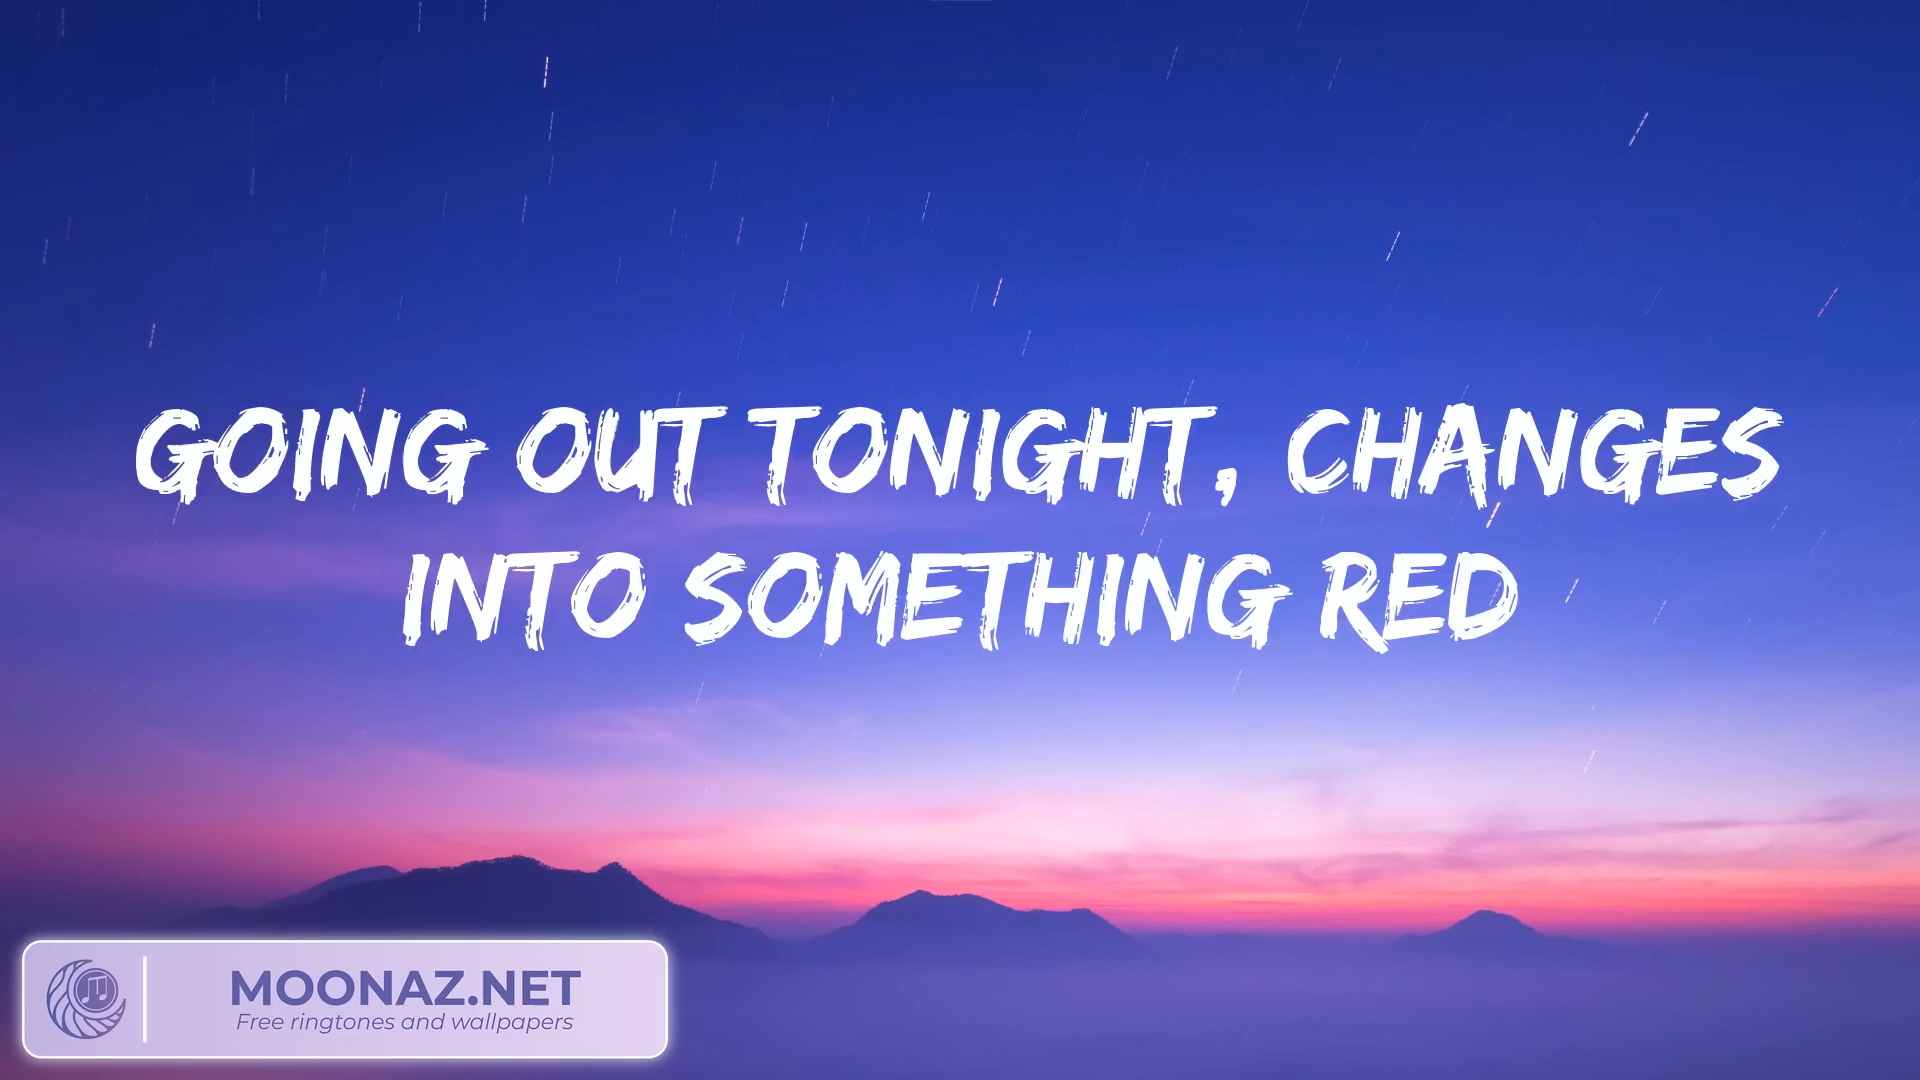 GOING OUT TONIGHT, CHANGES
INTO SOMETHING RED
MOONAZ.NET
Free ringtones and wallpapers